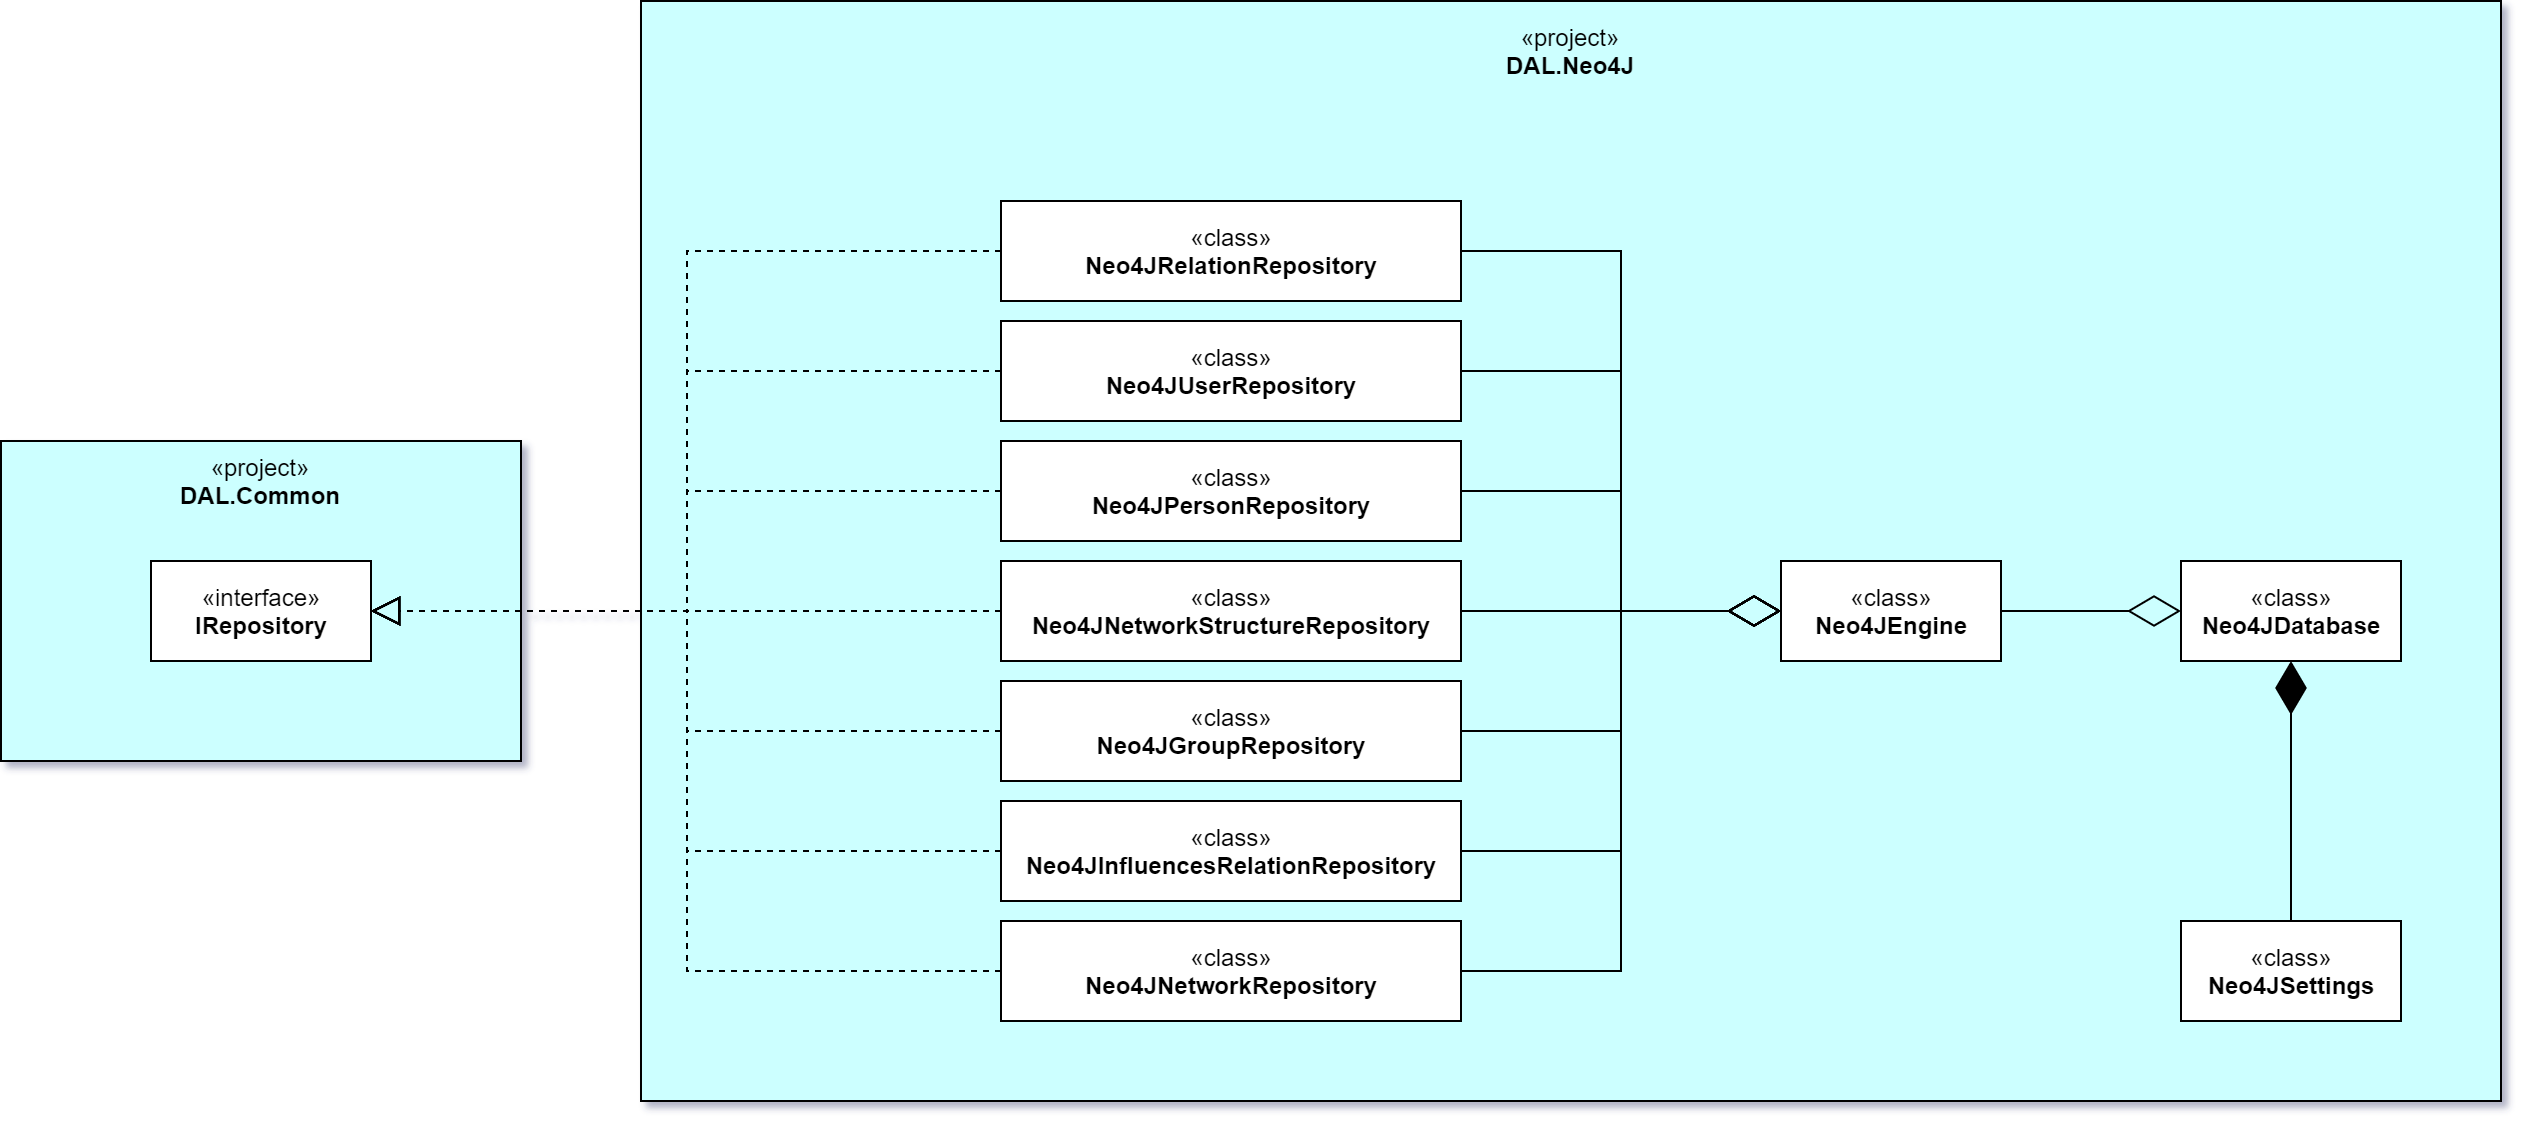 «project»
DAL.Neo4J
«class»
Neo4JRelationRepository
«class»
Neo4JUserRepository
«project»
DAL.Common
«class»
Neo4JPersonRepository
«interface»
IRepository
«class»
Neo4JNetworkStructureRepository
«class»
Neo4JEngine
«class»
Neo4JDatabase
«class»
Neo4JGroupRepository
«class»
Neo4JInfluencesRelationRepository
«class»
Neo4JNetworkRepository
«class»
Neo4JSettings